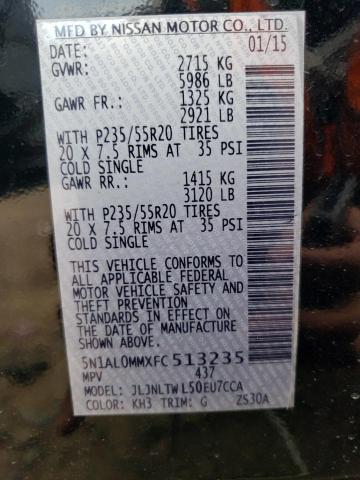 MFD BY NISSAN MOTOR CO., LTD.
DATE: 01/15
GVWR: 2715 KG
5986 LB
GAWR FR.: 1325 KG
2921 LB
WITH P235/55R20 TIRES
20 X 7.5 RIMS AT 35 PSI
COLD SINGLE
GAWR RR.: 1415 KG
3120 LB
WITH P235/55R20 TIRES
20 X 7.5 RIMS AT 35 PSI
COLD SINGLE
THIS VEHICLE CONFORMS TO
ALL APPLICABLE FEDERAL
MOTOR VEHICLE SAFETY AND
THEFT PREVENTION
STANDARDS IN EFFECT ON
THE DATE OF MANUFACTURE
SHOWN ABOVE.
5N1AL0MMXFC513235
MPV 437
MODEL: JLJNLTW L50EU7CCA
COLOR: KH3 TRIM: G ZS30A